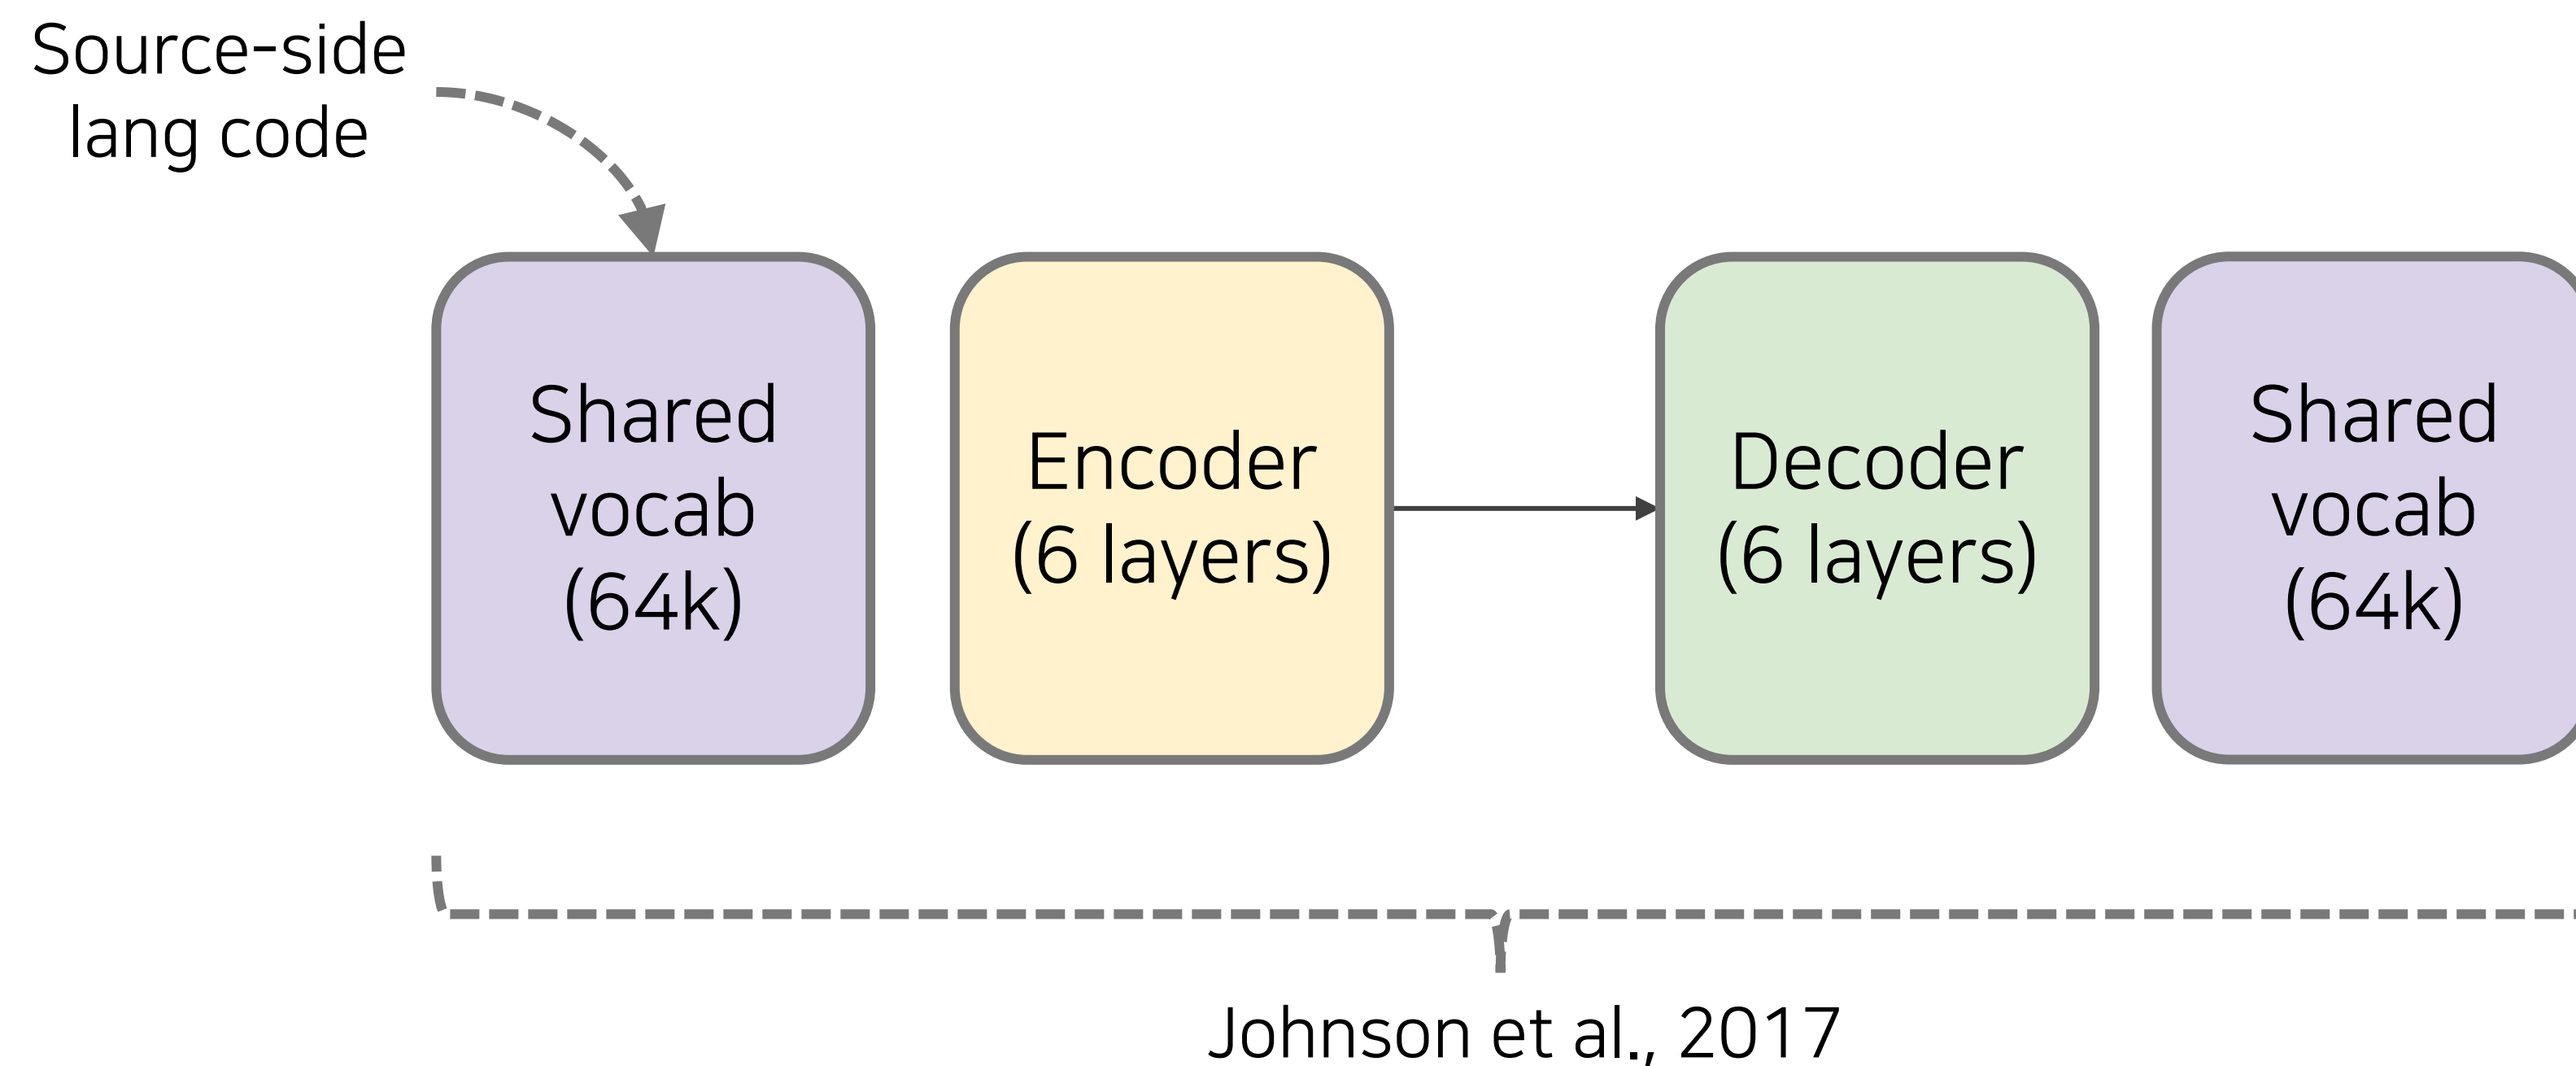 Source-side
lang code
Shared
vocab
(64k)
Encoder
(6 layers)
Decoder
(6 layers)
Shared
vocab
(64k)
Johnson et al., 2017